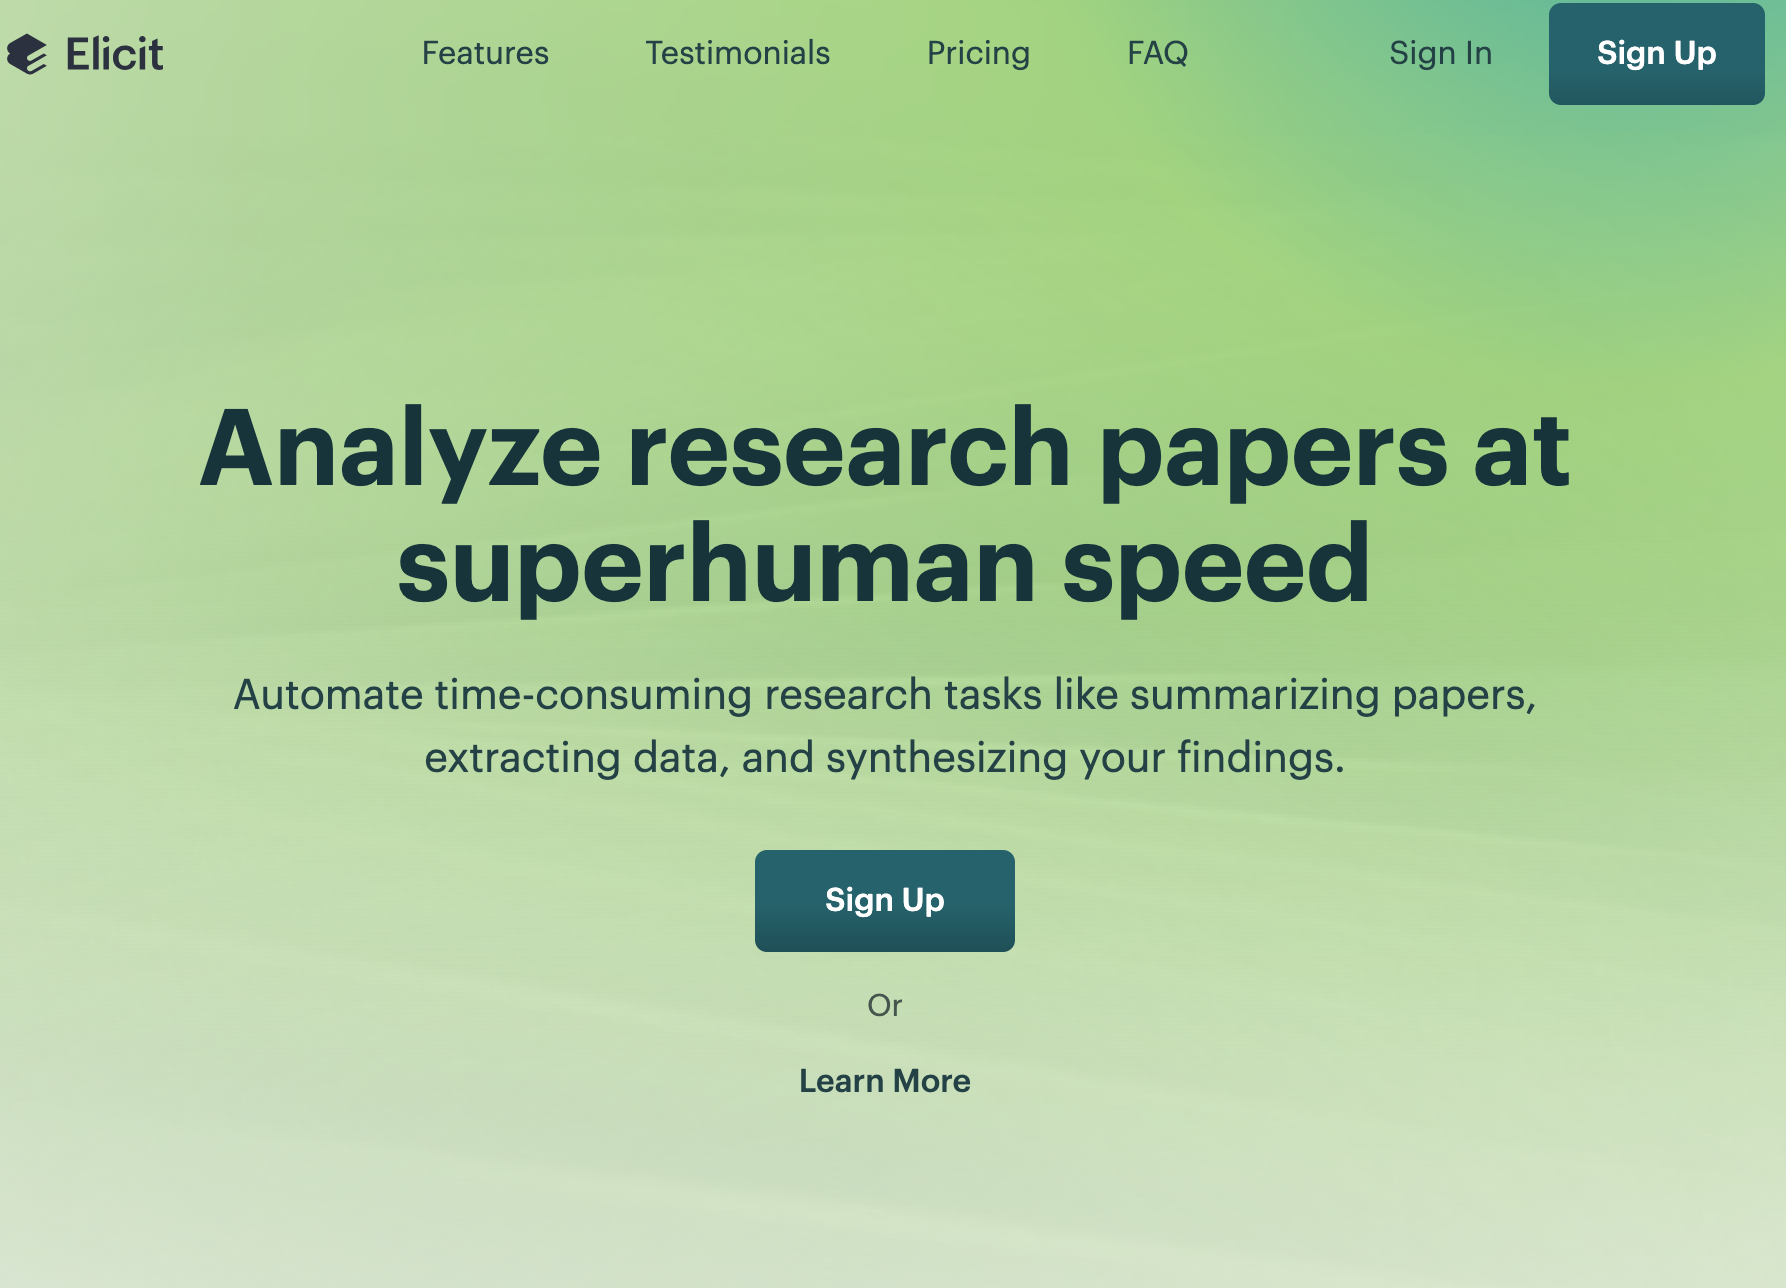 Elicit Features Testimonials Pricing FAQ Sign In Sign Up
Analyze research papers at
superhuman speed
Automate time-consuming research tasks like summarizing papers,
extracting data, and synthesizing your findings.
Sign Up
Or
Learn More